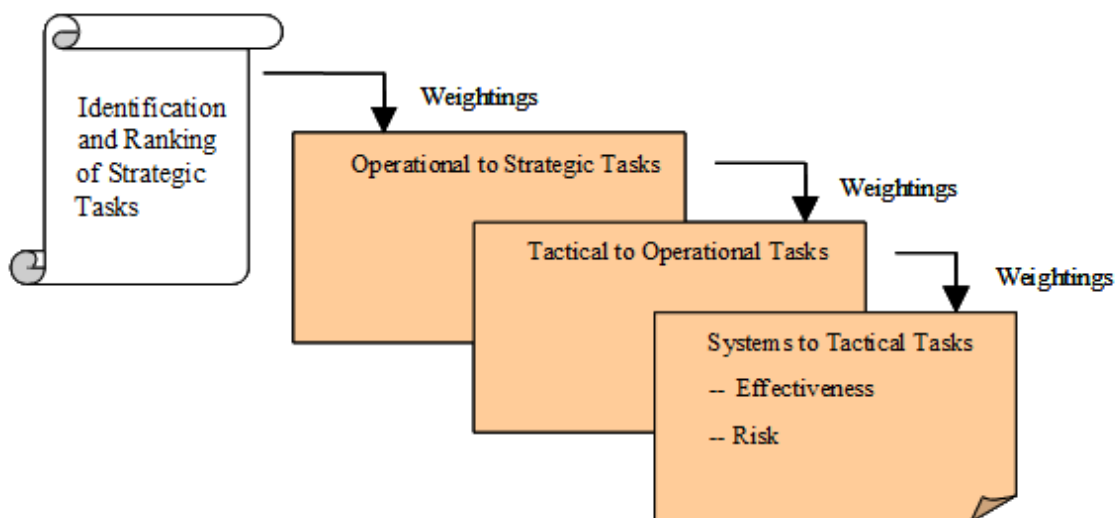 Identification
and Ranking
of Strategic
Tasks
Weightings
Operational to Strategic Tasks
Weightings
Tactical to Operational Tasks
Weightings
Systems to Tactical Tasks
-- Effectiveness
-- Risk